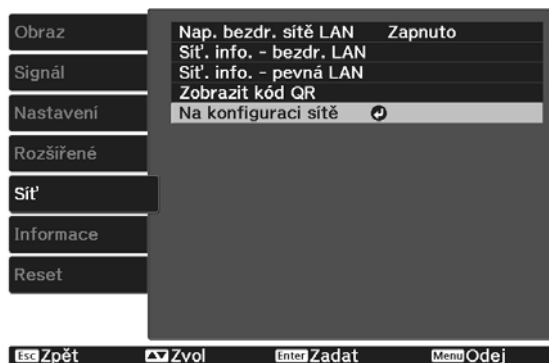 Obraz
Signál
Nastavení
Rozšířené
Síť
Informace
Reset
Nap. bezdr. sítě LAN Zapnuto
Síť. info. - bezdr. LAN
Síť. info. - pevná LAN
Zobrazit kód QR
Na konfiguraci sítě
Esc Zpět Zvol Enter Zadat Menu Odej